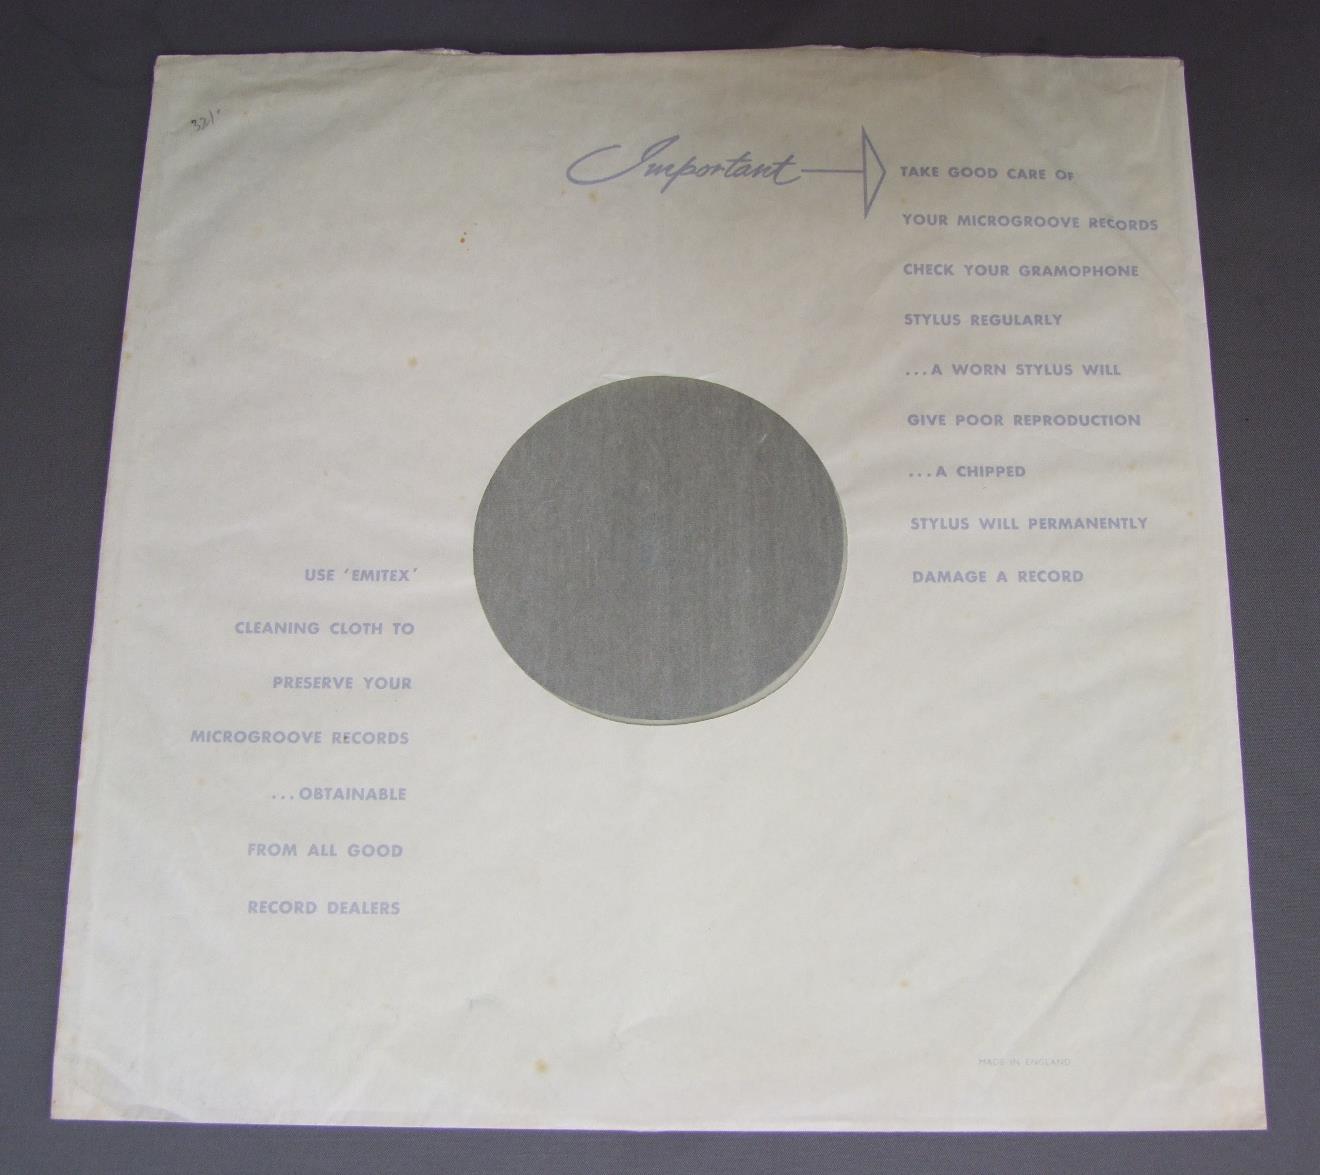 321'
Important
TAKE GOOD CARE OF
YOUR MICROGROOVE RECORDS
CHECK YOUR GRAMOPHONE
STYLUS REGULARLY
...A WORN STYLUS WILL
GIVE POOR REPRODUCTION
...A CHIPPED
STYLUS WILL PERMANENTLY
DAMAGE A RECORD
USE ‘EMITEX’
CLEANING CLOTH TO
PRESERVE YOUR
MICROGROOVE RECORDS
...OBTAINABLE
FROM ALL GOOD
RECORD DEALERS
MADE IN ENGLAND